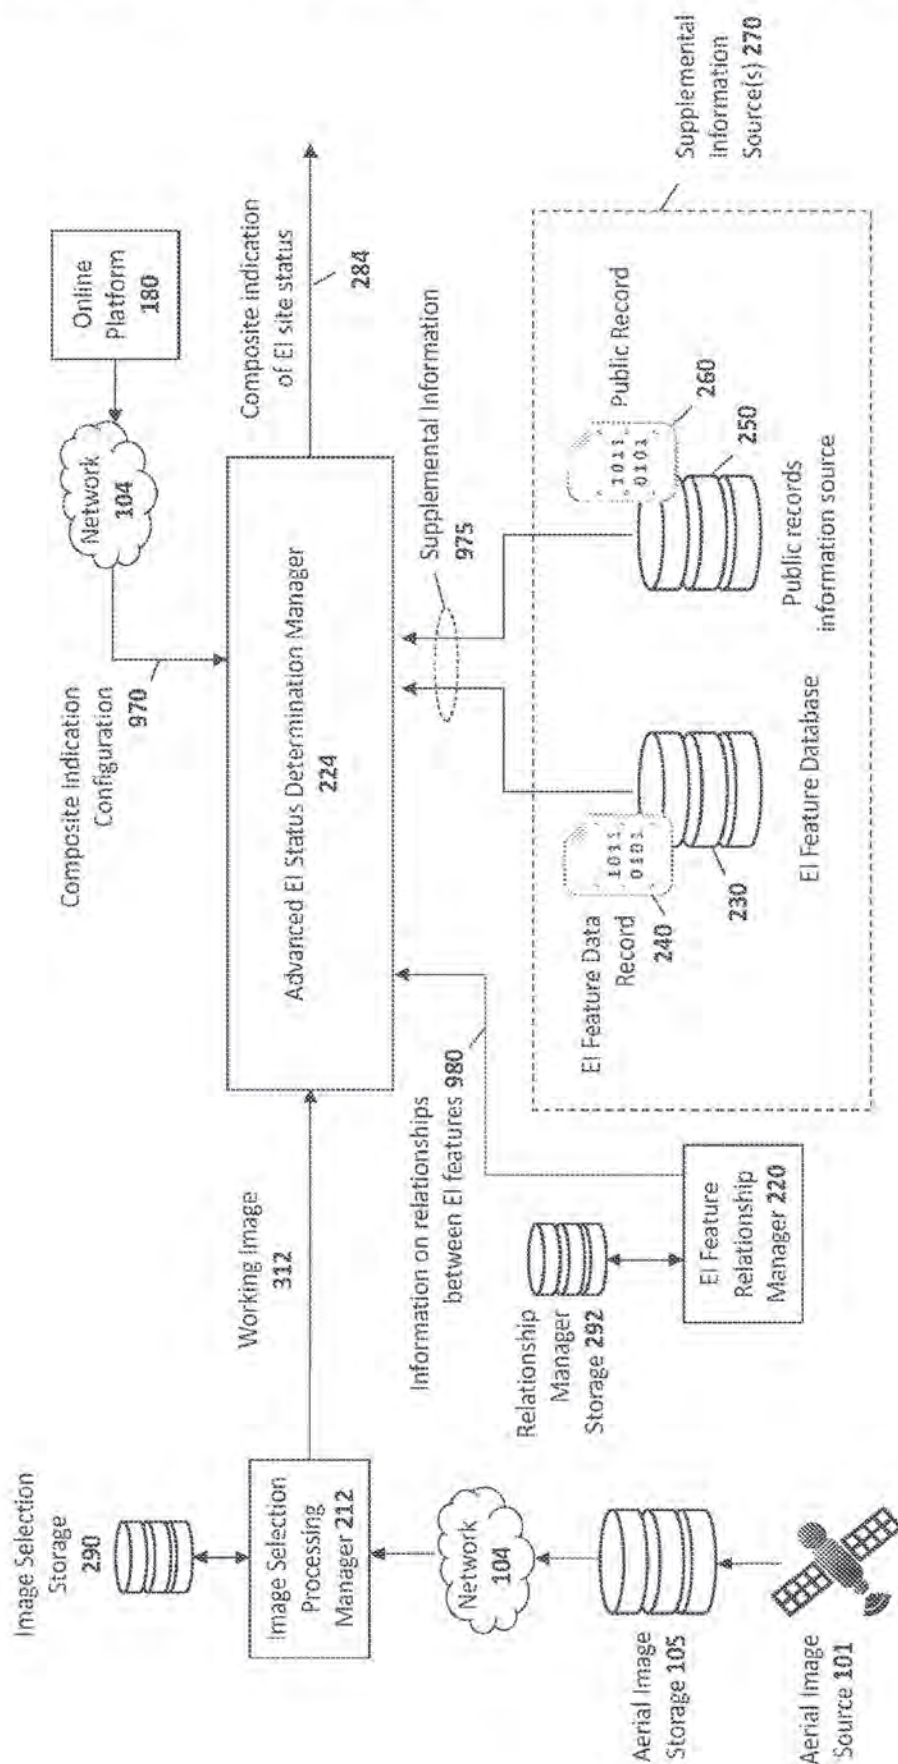 Image Selection
Storage
290
Image Selection
Processing
Manager 212
Network
104
Aerial Image
Storage 105
Aerial Image
Source 101
Working Image
312
Information on relationships
between EI features 980
Relationship
Manager
Storage 292
EI Feature
Relationship
Manager 220
Composite Indication
Configuration
970
Network
104
Online
Platform
180
Advanced EI Status Determination Manager
224
Composite indication
of EI site status
284
Supplemental Information
975
EI Feature Data
Record
240
1011
0101
230
EI Feature Database
Public Record
260
1011
0101
250
Public records
information source
Supplemental
Information
Source(s) 270